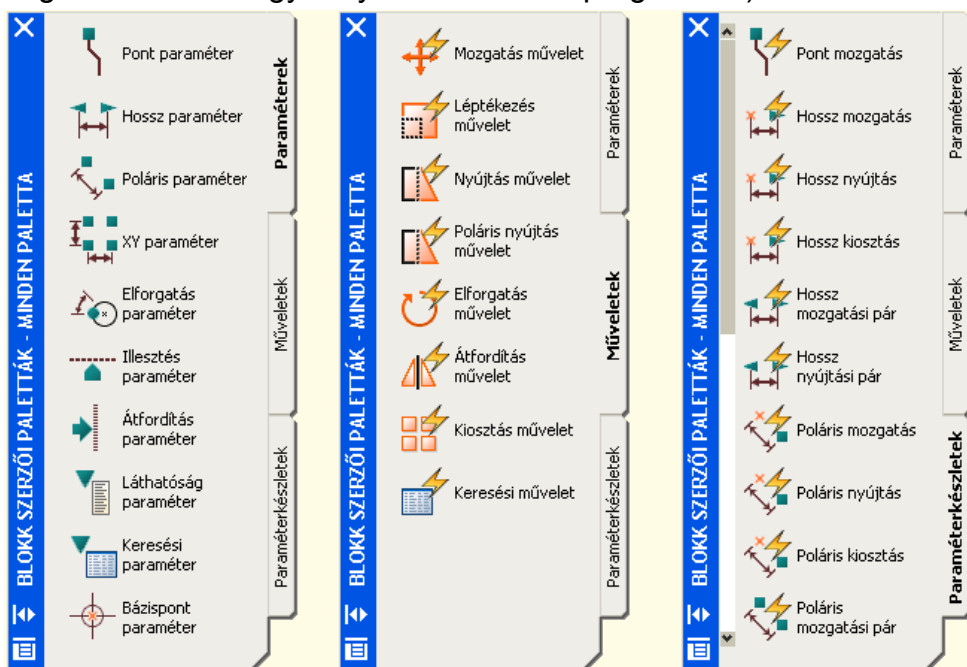 BLOKK SZERZŐI PALETTÁK - MINDEN PALETTA
Pont paraméter
Hossz paraméter
Poláris paraméter
XY paraméter
Elforgatás
paraméter
Illesztés
paraméter
Átfordítás
paraméter
Láthatóság
paraméter
Keresési
paraméter
Bázispont
paraméter
Paraméterek
Műveletek
Paraméterkészletek
BLOKK SZERZŐI PALETTÁK - MINDEN PALETTA
Mozgatás művelet
Léptékezés
művelet
Nyújtás művelet
Poláris nyújtás
művelet
Elforgatás
művelet
Átfordítás
művelet
Kiosztás művelet
Keresési művelet
Paraméterek
Műveletek
Paraméterkészletek
BLOKK SZERZŐI PALETTÁK - MINDEN PALETTA
Pont mozgatás
Hossz mozgatás
Hossz nyújtás
Hossz kiosztás
Hossz
mozgatási pár
Hossz
nyújtási pár
Poláris mozgatás
Poláris nyújtás
Poláris kiosztás
Poláris
mozgatási pár
Paraméterek
Műveletek
Paraméterkészletek